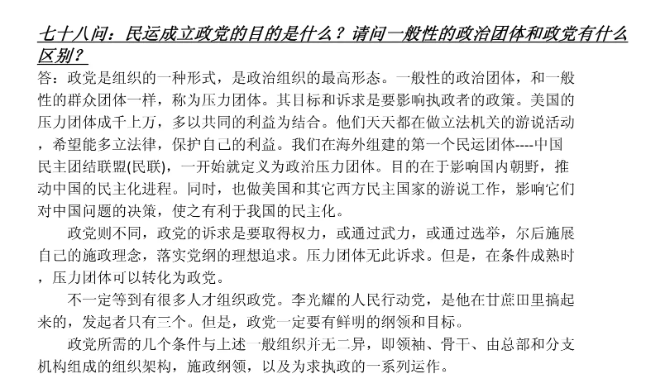 七十八问：民运成立政党的目的是什么？请问一般性的政治团体和政党有什么
区别？
答：政党是组织的一种形式，是政治组织的最高形态。一般性的政治团体，和一般
性的群众团体一样，称为压力团体。其目标和诉求是要影响执政者的政策。美国的
压力团体成千上万，多以共同的利益为结合。他们天天都在做立法机关的游说活动
，希望能多立法律，保护自己的利益。我们在海外组建的第一个民运团体----中国
民主团结联盟(民联)，一开始就定义为政治压力团体。目的在于影响国内朝野，推
动中国的民主化进程。同时，也做美国和其它西方民主国家的游说工作，影响它们
对中国问题的决策，使之有利于我国的民主化。
政党则不同，政党的诉求是要取得权力，或通过武力，或通过选举，尔后施展
自己的施政理念，落实党纲的理想追求。压力团体无此诉求。但是，在条件成熟时
，压力团体可以转化为政党。
不一定等到有很多人才组织政党。李光耀的人民行动党，是他在甘蔗田里搞起
来的，发起者只有三个。但是，政党一定要有鲜明的纲领和目标。
政党所需的几个条件与上述一般组织并无二异，即领袖、骨干、由总部和分支
机构组成的组织架构，施政纲领，以及为求执政的一系列运作。